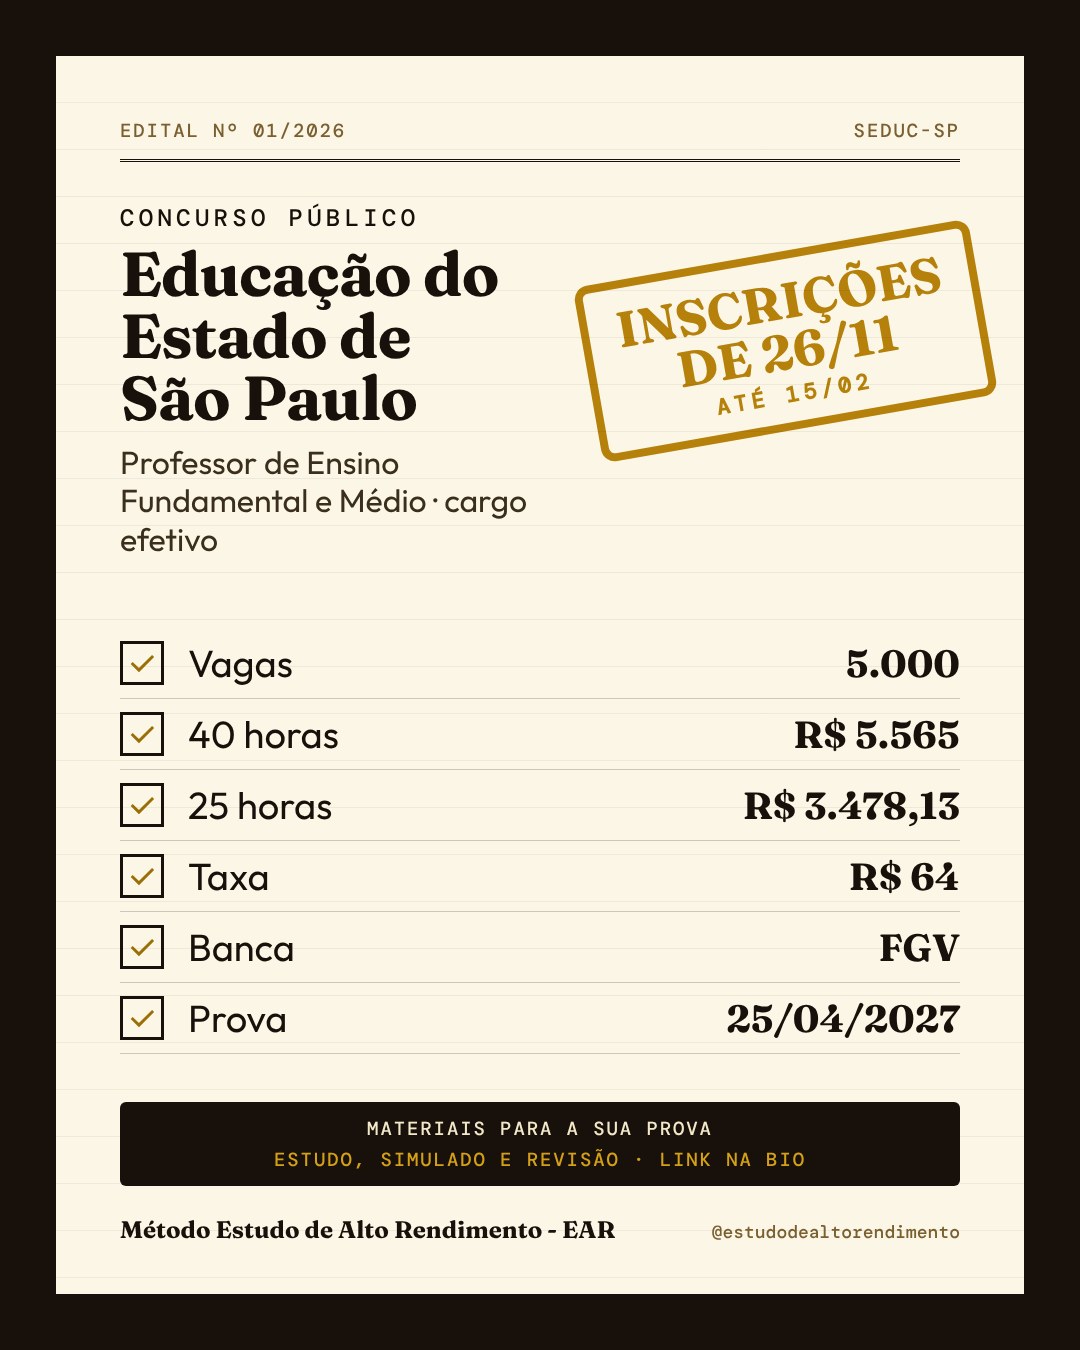 EDITAL Nº 01/2026
SEDUC-SP
CONCURSO PÚBLICO
Educação do
Estado de
São Paulo
Professor de Ensino
Fundamental e Médio · cargo
efetivo
INSCRIÇÕES
DE 26/11
ATÉ 15/02
Vagas 5.000
40 horas R$ 5.565
25 horas R$ 3.478,13
Taxa R$ 64
Banca FGV
Prova 25/04/2027
MATERIAIS PARA A SUA PROVA
ESTUDO, SIMULADO E REVISÃO · LINK NA BIO
Método Estudo de Alto Rendimento - EAR
@estudodealtorendimento